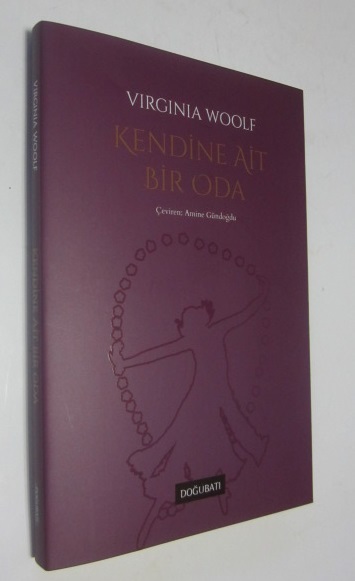 VIRGINIA WOOLF
KENDİNE AİT
BİR ODA
Çeviren: Amine Gündoğdu
DOĞUBATI
VIRGINIA WOOLF
KENDİNE AİT BİR ODA